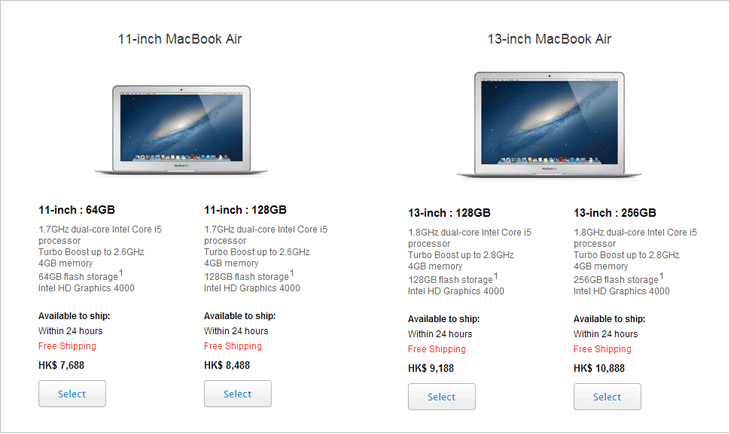 11-inch MacBook Air
13-inch MacBook Air
MacBook Air
11-inch : 64GB
1.7GHz dual-core Intel Core i5
processor
Turbo Boost up to 2.6GHz
4GB memory
64GB flash storage1
Intel HD Graphics 4000
Available to ship:
Within 24 hours
Free Shipping
HK$ 7,688
Select
11-inch : 128GB
1.7GHz dual-core Intel Core i5
processor
Turbo Boost up to 2.6GHz
4GB memory
128GB flash storage1
Intel HD Graphics 4000
Available to ship:
Within 24 hours
Free Shipping
HK$ 8,488
Select
MacBook Air
13-inch : 128GB
1.8GHz dual-core Intel Core i5
processor
Turbo Boost up to 2.8GHz
4GB memory
128GB flash storage1
Intel HD Graphics 4000
Available to ship:
Within 24 hours
Free Shipping
HK$ 9,188
Select
13-inch : 256GB
1.8GHz dual-core Intel Core i5
processor
Turbo Boost up to 2.8GHz
4GB memory
256GB flash storage1
Intel HD Graphics 4000
Available to ship:
Within 24 hours
Free Shipping
HK$ 10,888
Select